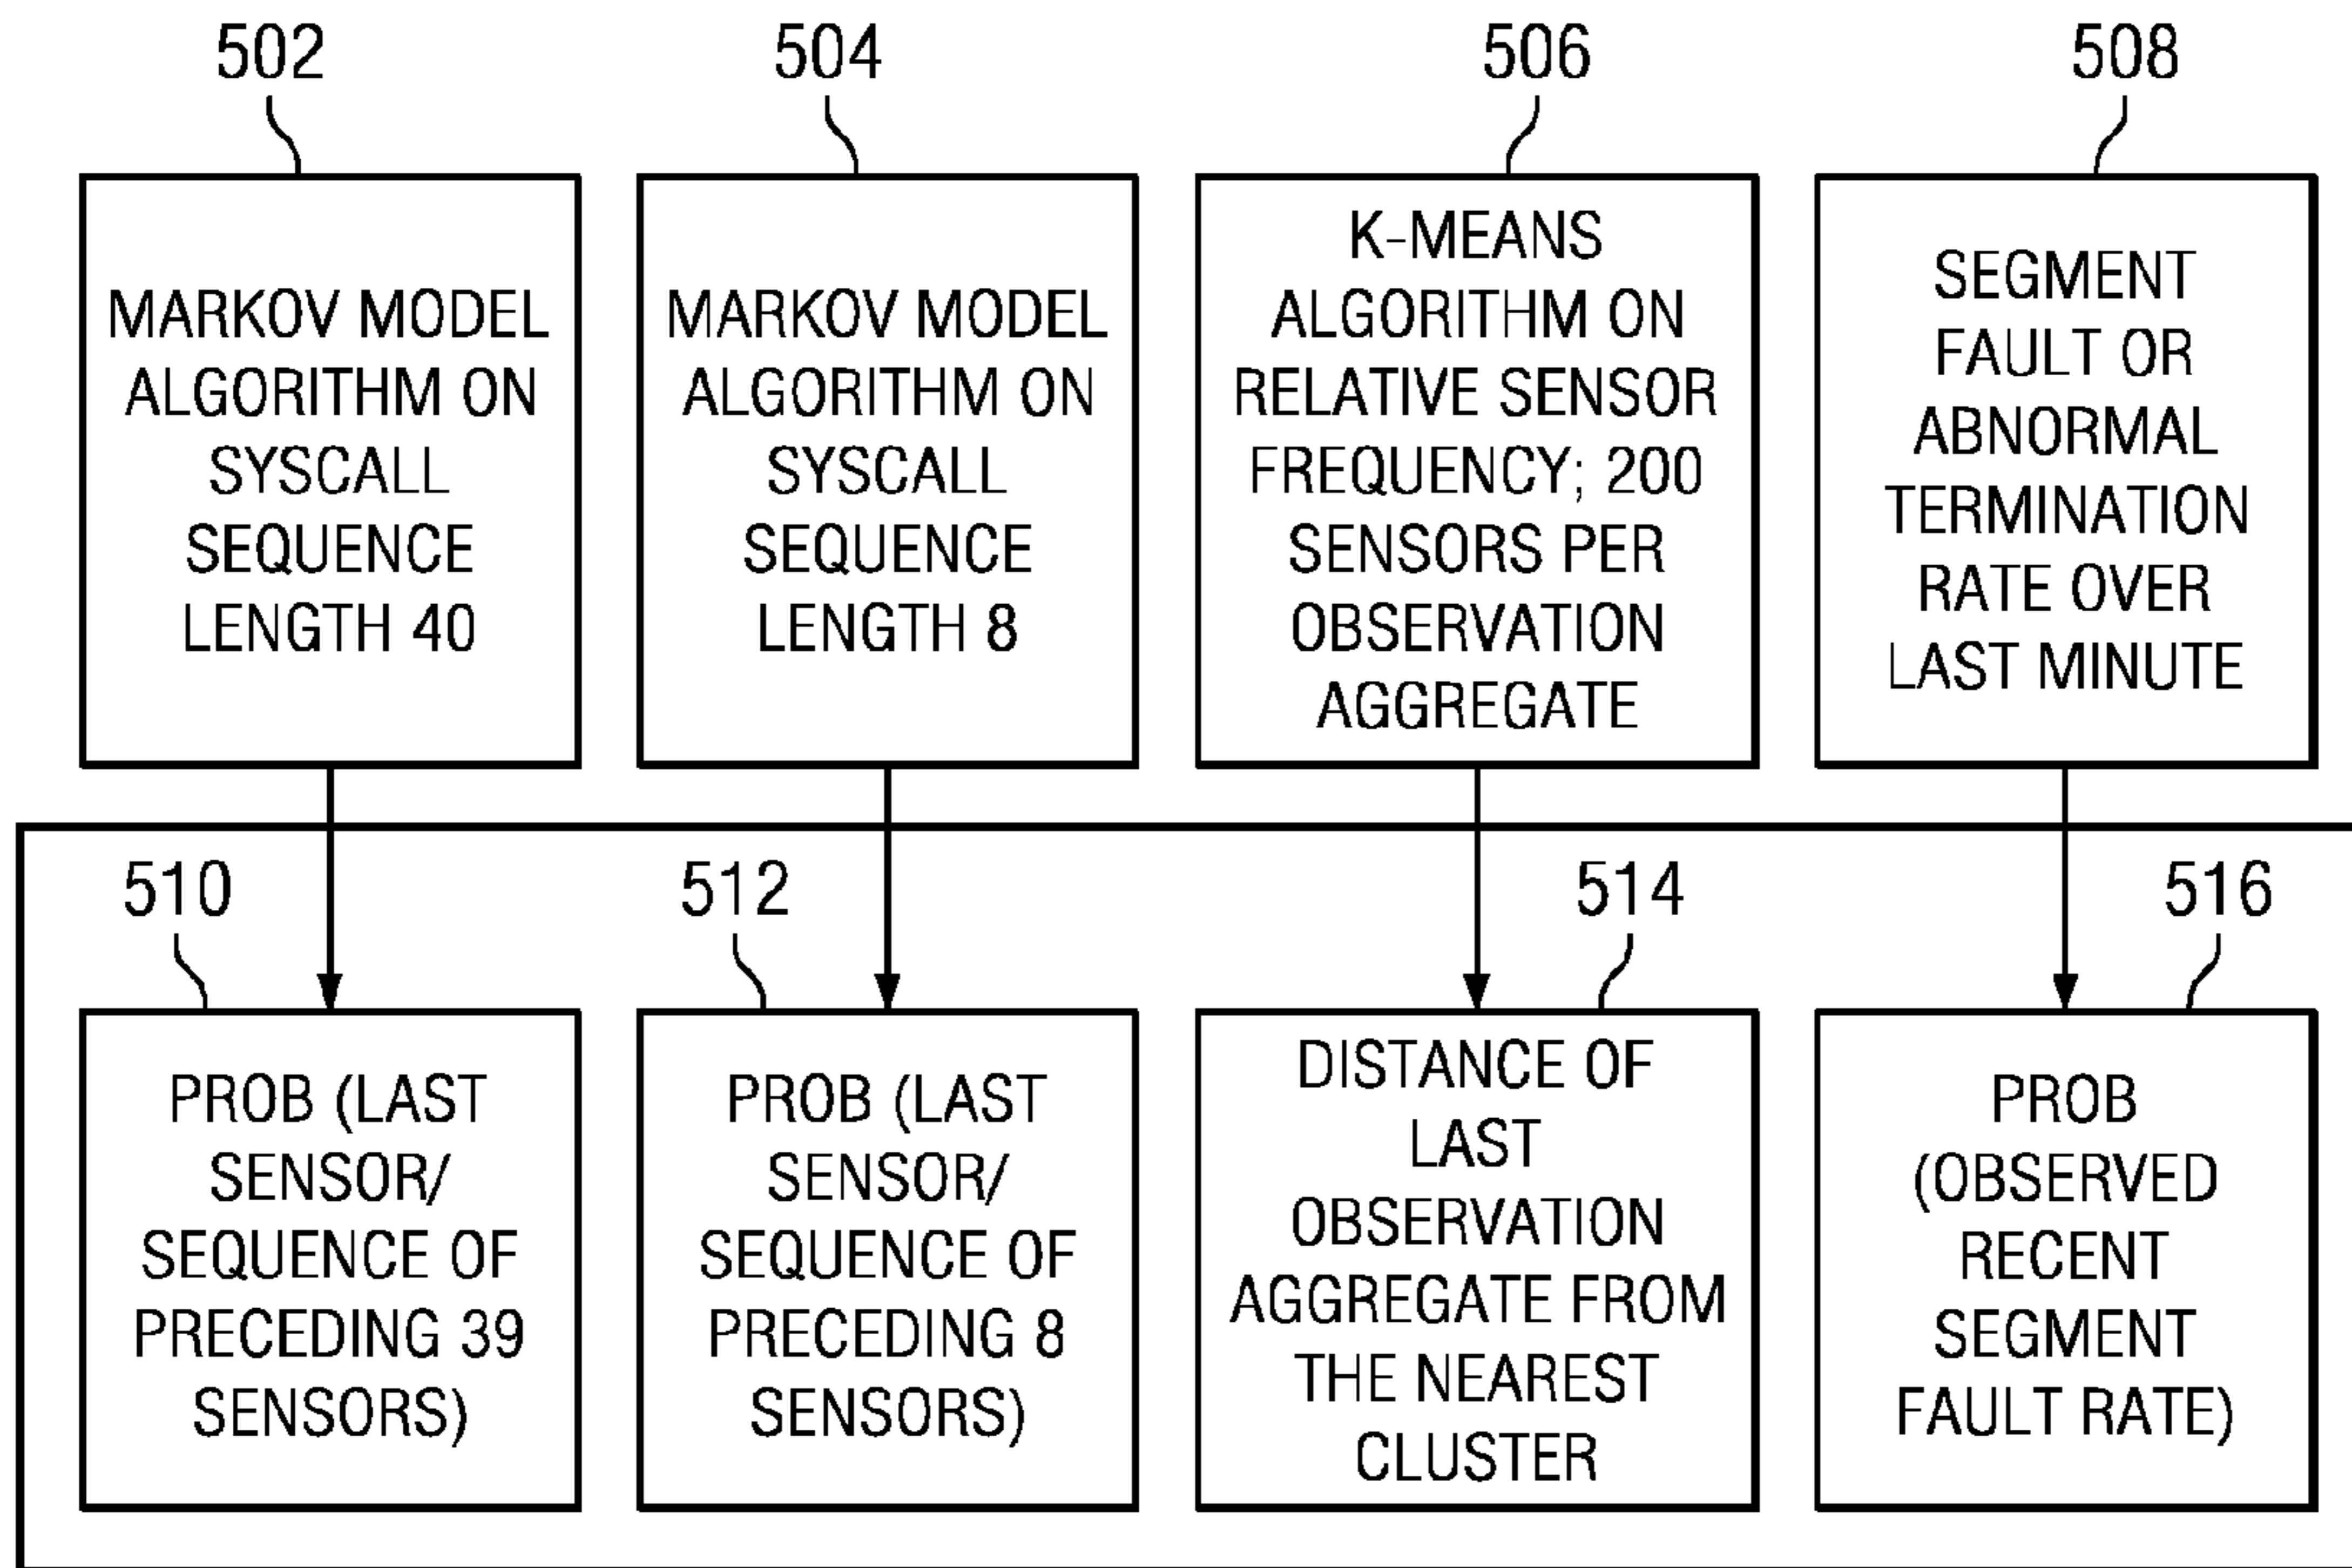 502
504
506
508
MARKOV MODEL
ALGORITHM ON
SYSCALL
SEQUENCE
LENGTH 40
MARKOV MODEL
ALGORITHM ON
SYSCALL
SEQUENCE
LENGTH 8
K-MEANS
ALGORITHM ON
RELATIVE SENSOR
FREQUENCY; 200
SENSORS PER
OBSERVATION
AGGREGATE
SEGMENT
FAULT OR
ABNORMAL
TERMINATION
RATE OVER
LAST MINUTE
510
512
514
516
PROB (LAST
SENSOR/
SEQUENCE OF
PRECEDING 39
SENSORS)
PROB (LAST
SENSOR/
SEQUENCE OF
PRECEDING 8
SENSORS)
DISTANCE OF
LAST
OBSERVATION
AGGREGATE FROM
THE NEAREST
CLUSTER
PROB
(OBSERVED
RECENT
SEGMENT
FAULT RATE)